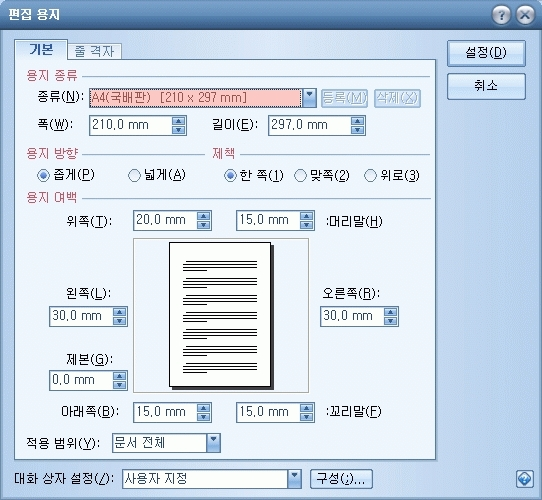 편집 용지
기본 줄 격자
설정(D)
취소
용지 종류
종류(N): A4(국배판) [210 x 297 mm] 등록(M) 삭제(X)
폭(W): 210,0 mm 길이(E): 297,0 mm
용지 방향 제책
좁게(P) 넓게(A) 한 쪽(1) 맞쪽(2) 위로(3)
용지 여백
위쪽(T): 20,0 mm 15,0 mm :머리말(H)
왼쪽(L): 오른쪽(R):
30,0 mm 30,0 mm
제본(G):
0,0 mm
아래쪽(B): 15,0 mm 15,0 mm :꼬리말(F)
적용 범위(Y): 문서 전체
대화 상자 설정(/): 사용자 지정 구성(;)...